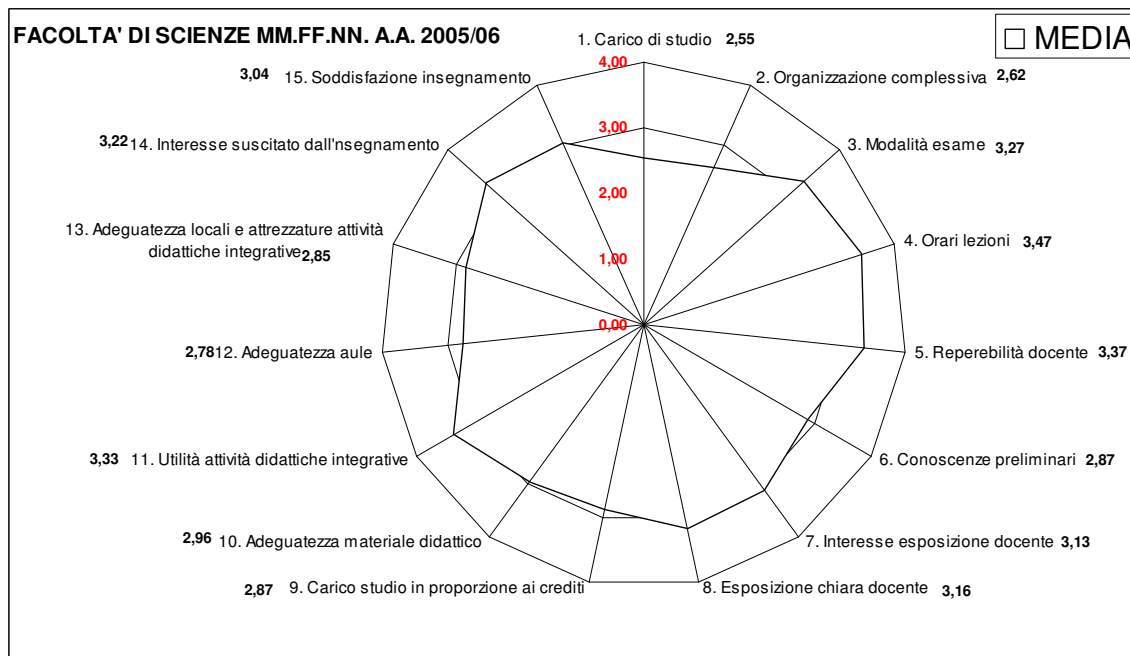 FACOLTA' DI SCIENZE MM.FF.NN. A.A. 2005/06
□ MEDIA
1. Carico di studio 2,55
2. Organizzazione complessiva 2,62
3. Modalità esame 3,27
4. Orari lezioni 3,47
5. Reperebilità docente 3,37
6. Conoscenze preliminari 2,87
7. Interesse esposizione docente 3,13
8. Esposizione chiara docente 3,16
2,87 9. Carico studio in proporzione ai crediti
2,96 10. Adeguatezza materiale didattico
3,33 11. Utilità attività didattiche integrative
2,78 12. Adeguatezza aule
13. Adeguatezza locali e attrezzature attività
didattiche integrative 2,85
3,22 14. Interesse suscitato dall'nsegnamento
3,04 15. Soddisfazione insegnamento
4,00
3,00
2,00
1,00
0,00